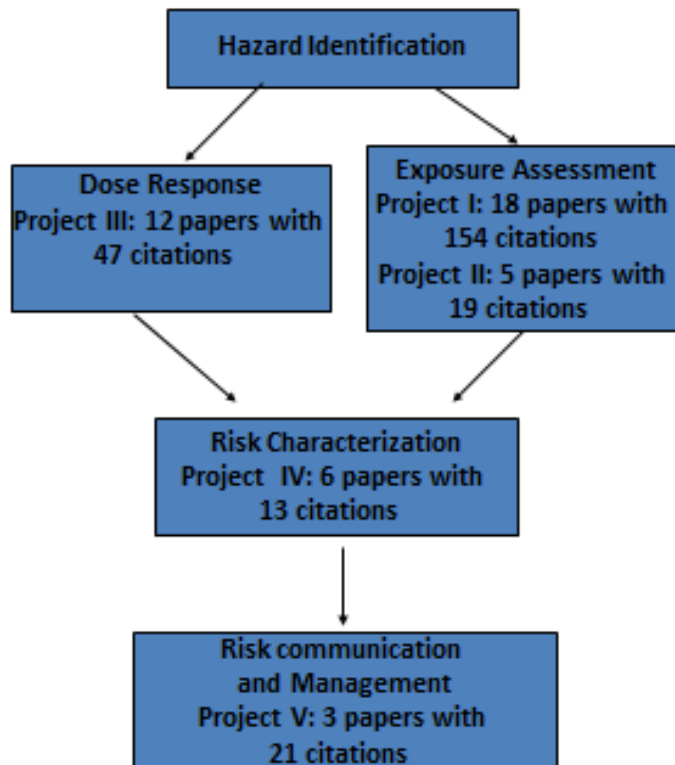 Hazard Identification
Dose Response
Project III: 12 papers with
47 citations
Exposure Assessment
Project I: 18 papers with
154 citations
Project II: 5 papers with
19 citations
Risk Characterization
Project IV: 6 papers with
13 citations
Risk communication
and Management
Project V: 3 papers with
21 citations